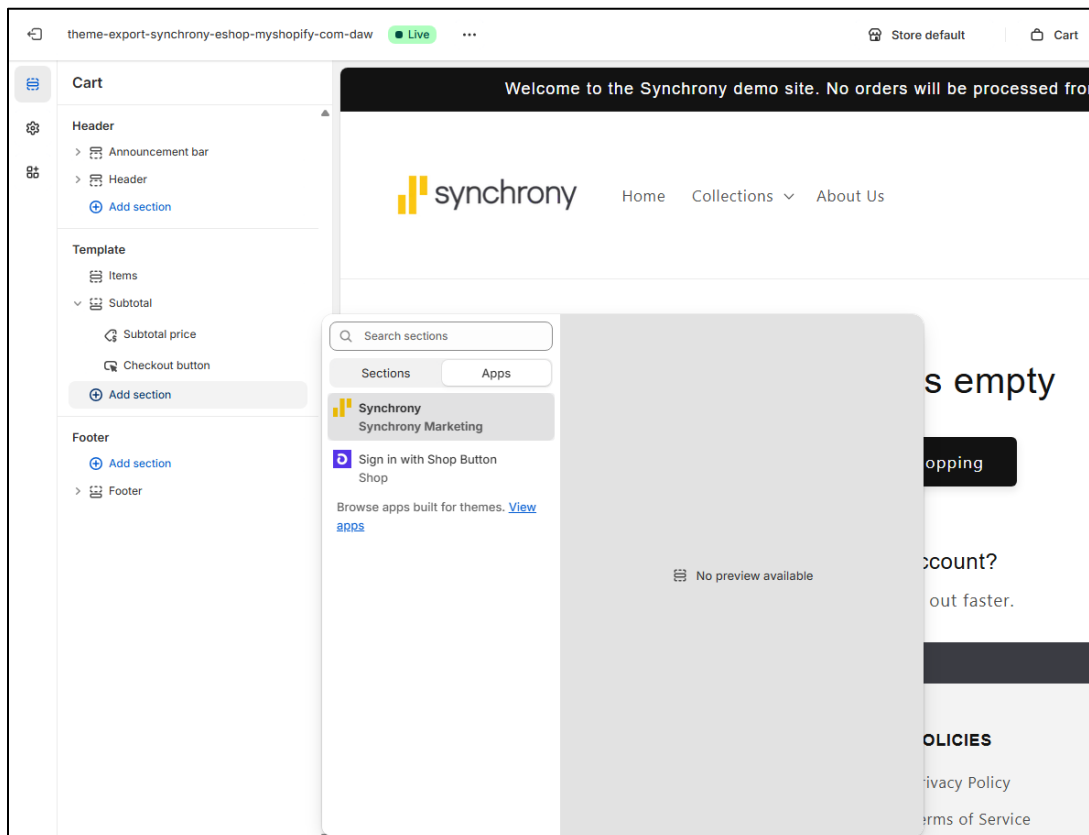 theme-export-synchrony-eshop-myshopify-com-daw
Live
Store default
Cart
Cart
Header
Announcement bar
Header
Add section
Template
Items
Subtotal
Subtotal price
Checkout button
Add section
Footer
Add section
Footer
Welcome to the Synchrony demo site. No orders will be processed fro
synchrony
Home
Collections
About Us
Search sections
Sections
Apps
Synchrony
Synchrony Marketing
Sign in with Shop Button
Shop
Browse apps built for themes. View
apps
No preview available
s empty
opping
ccount?
out faster.
OLICIES
rivacy Policy
erms of Service